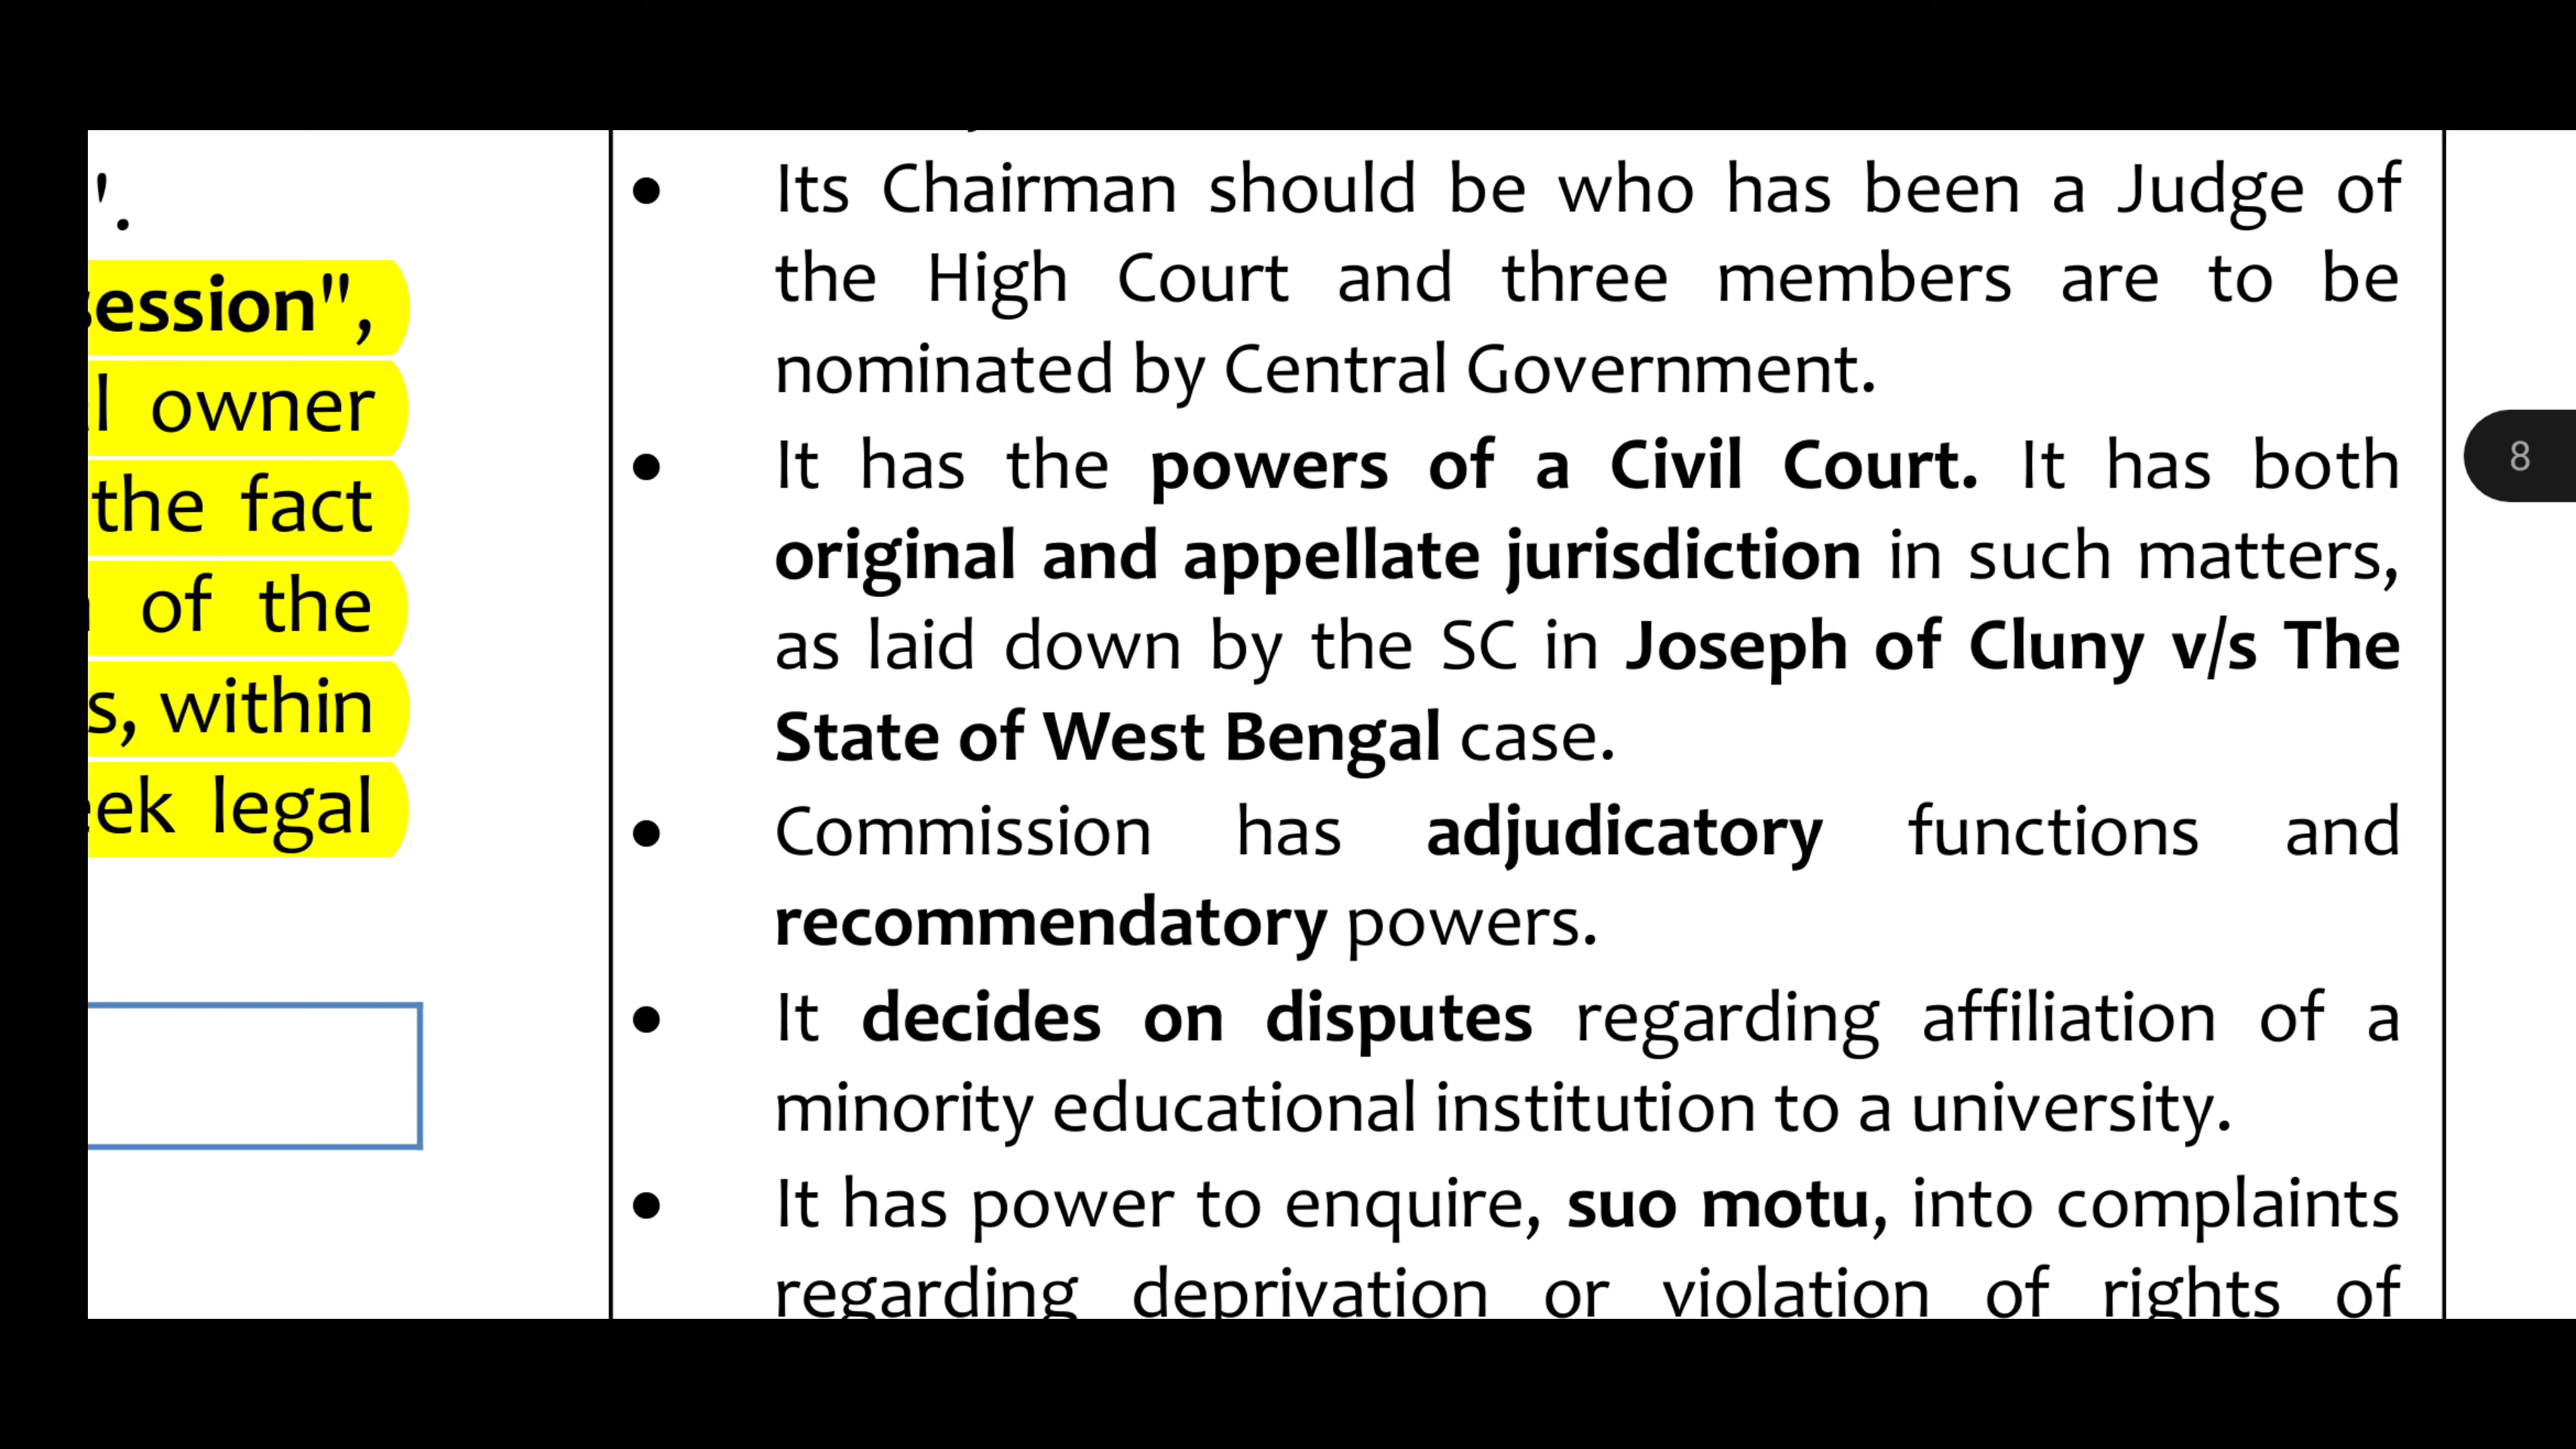 ".
session",
l owner
the fact
of the
s, within
eek legal
• Its Chairman should be who has been a Judge of
the High Court and three members are to be
nominated by Central Government.
• It has the powers of a Civil Court. It has both
original and appellate jurisdiction in such matters,
as laid down by the SC in Joseph of Cluny v/s The
State of West Bengal case.
• Commission has adjudicatory functions and
recommendatory powers.
• It decides on disputes regarding affiliation of a
minority educational institution to a university.
• It has power to enquire, suo motu, into complaints
regarding deprivation or violation of rights of
8